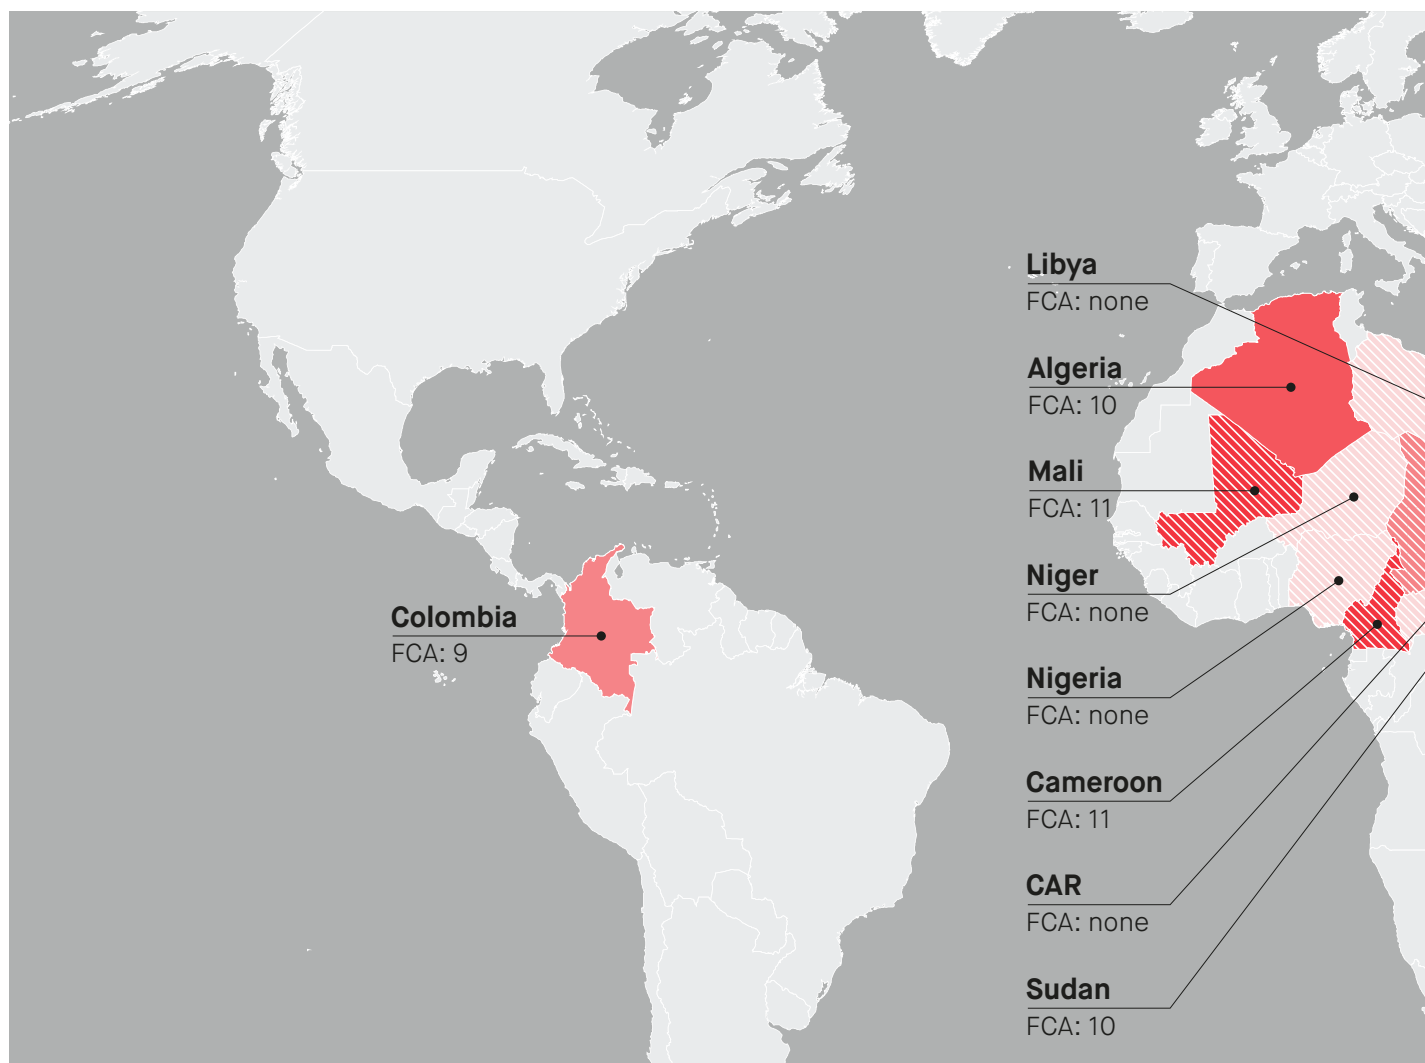 Libya
FCA: none
Algeria
FCA: 10
Mali
FCA: 11
Niger
FCA: none
Colombia
FCA: 9
Nigeria
FCA: none
Cameroon
FCA: 11
CAR
FCA: none
Sudan
FCA: 10